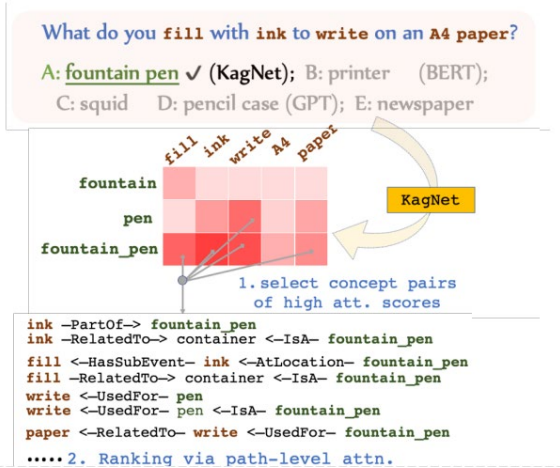 What do you fill with ink to write on an A4 paper?
A: fountain pen ✓ (KagNet); B: printer (BERT);
C: squid D: pencil case (GPT); E: newspaper
fill ink write A4 paper
fountain
pen
fountain_pen
KagNet
1.select concept pairs
of high att. scores
ink —PartOf—> fountain_pen
ink —RelatedTo—> container <—IsA— fountain_pen
fill <—HasSubEvent— ink <—AtLocation— fountain_pen
fill —RelatedTo—> container <—IsA— fountain_pen
write <—UsedFor— pen
write <—UsedFor— pen <—IsA— fountain_pen
paper <—RelatedTo— write <—UsedFor— fountain_pen
..... 2. Ranking via path-level attn.